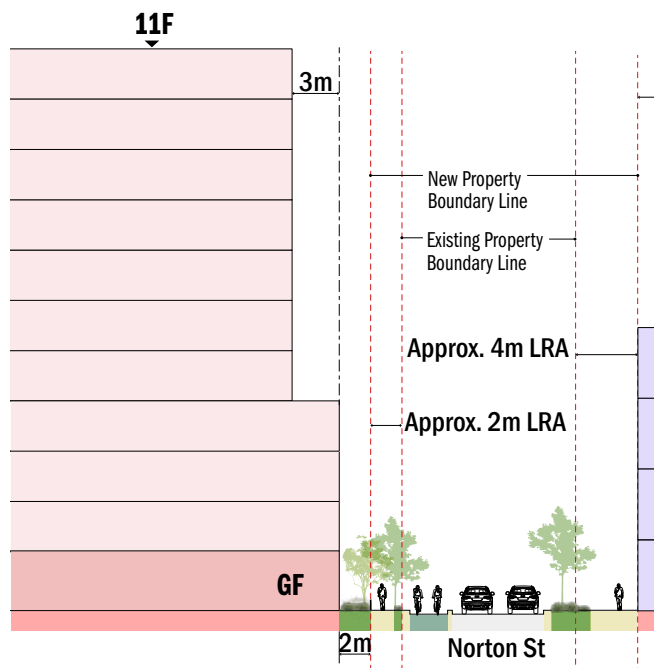 11F
3m
New Property
Boundary Line
Existing Property
Boundary Line
Approx. 4m LRA
Approx. 2m LRA
GF
2m
Norton St